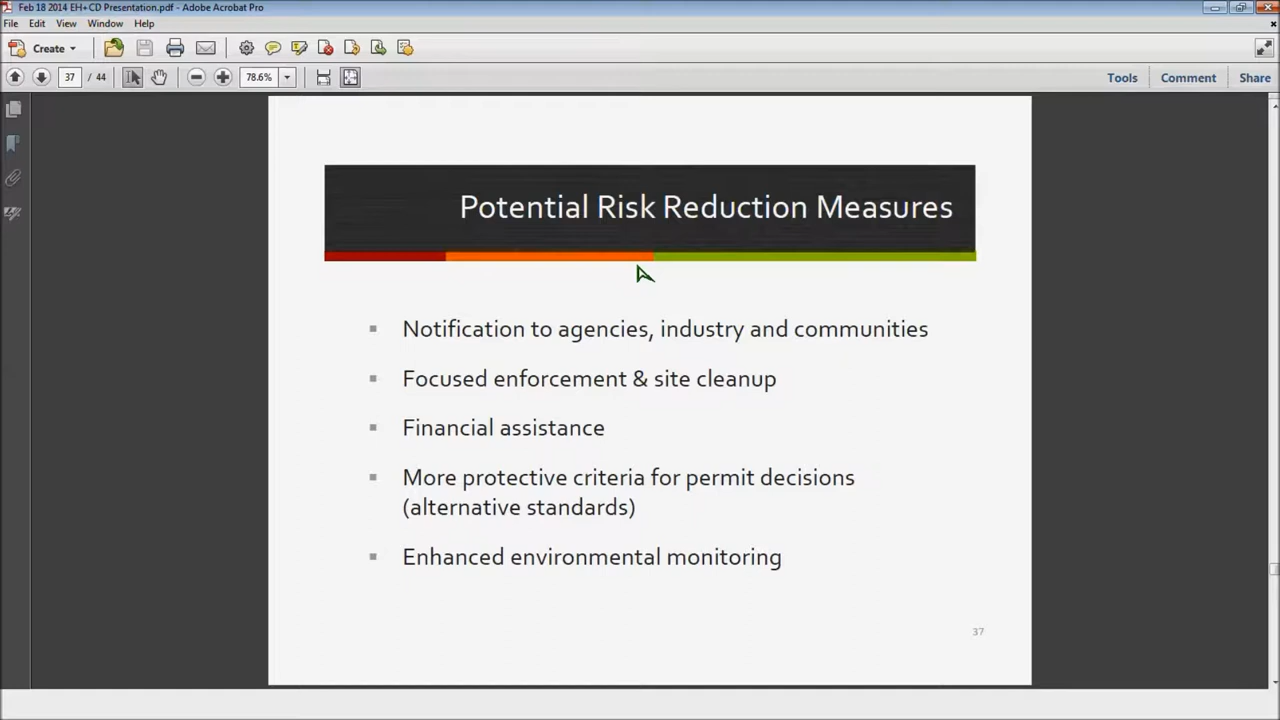 Feb 18 2014 EH+CD Presentation.pdf - Adobe Acrobat Pro
File Edit View Window Help
Create
37 / 44 78.6% Tools Comment Share
Potential Risk Reduction Measures
Notification to agencies, industry and communities
Focused enforcement & site cleanup
Financial assistance
More protective criteria for permit decisions
(alternative standards)
Enhanced environmental monitoring
37